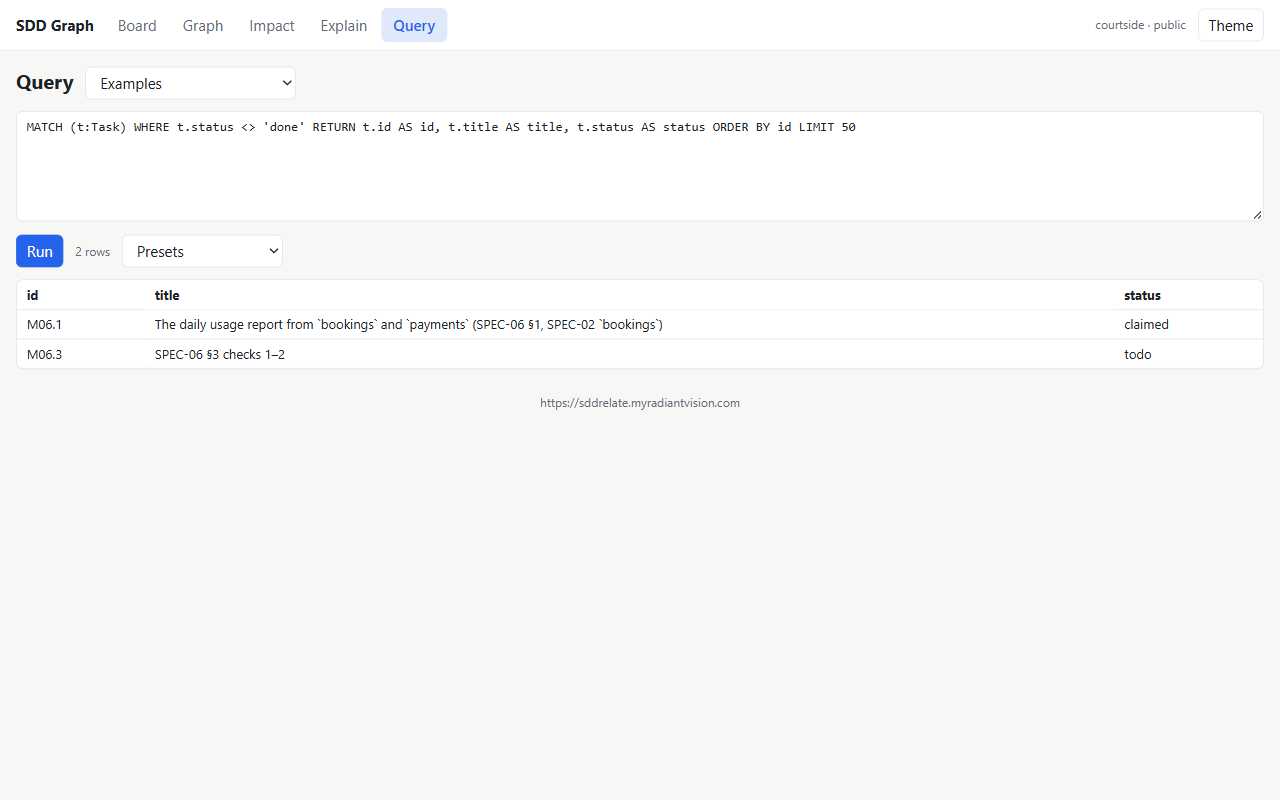 SDD Graph Board Graph Impact Explain Query courtside · public Theme
Query Examples
MATCH (t:Task) WHERE t.status <> 'done' RETURN t.id AS id, t.title AS title, t.status AS status ORDER BY id LIMIT 50
Run 2 rows Presets
id title status
M06.1 The daily usage report from `bookings` and `payments` (SPEC-06 §1, SPEC-02 `bookings`) claimed
M06.3 SPEC-06 §3 checks 1–2 todo
https://sddrelate.myradiantvision.com